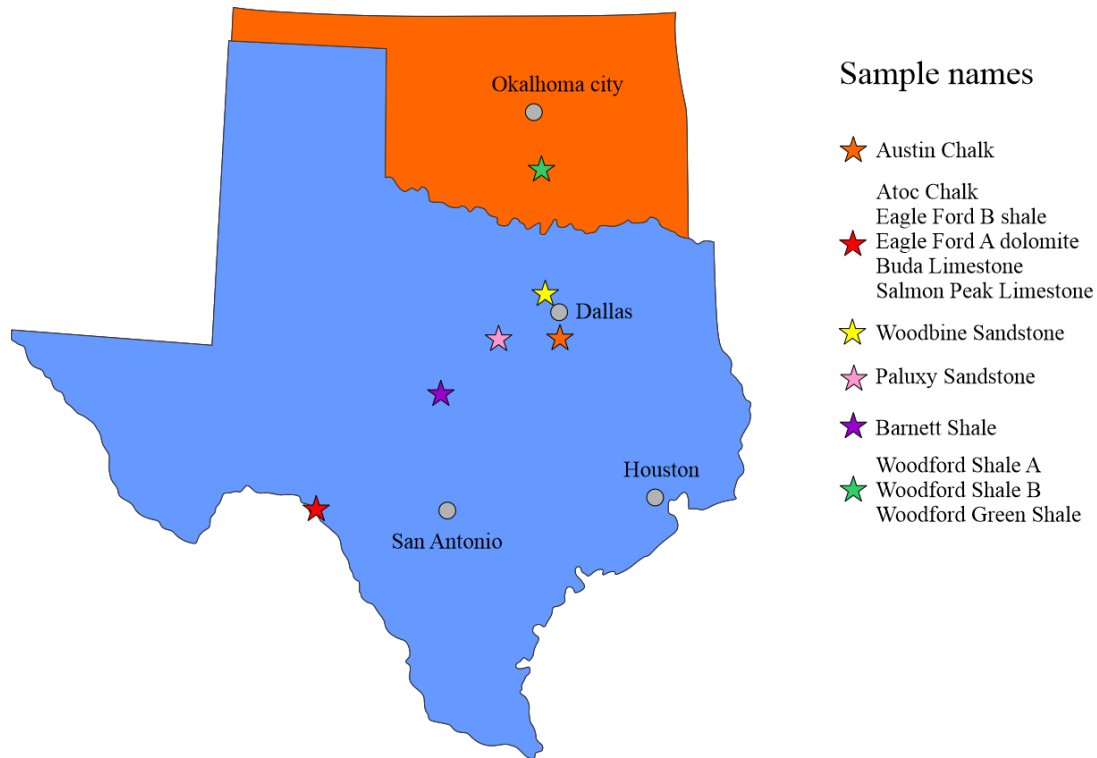 Okalhoma city
Dallas
Houston
San Antonio
Sample names
Austin Chalk
Atoc Chalk
Eagle Ford B shale
Eagle Ford A dolomite
Buda Limestone
Salmon Peak Limestone
Woodbine Sandstone
Paluxy Sandstone
Barnett Shale
Woodford Shale A
Woodford Shale B
Woodford Green Shale